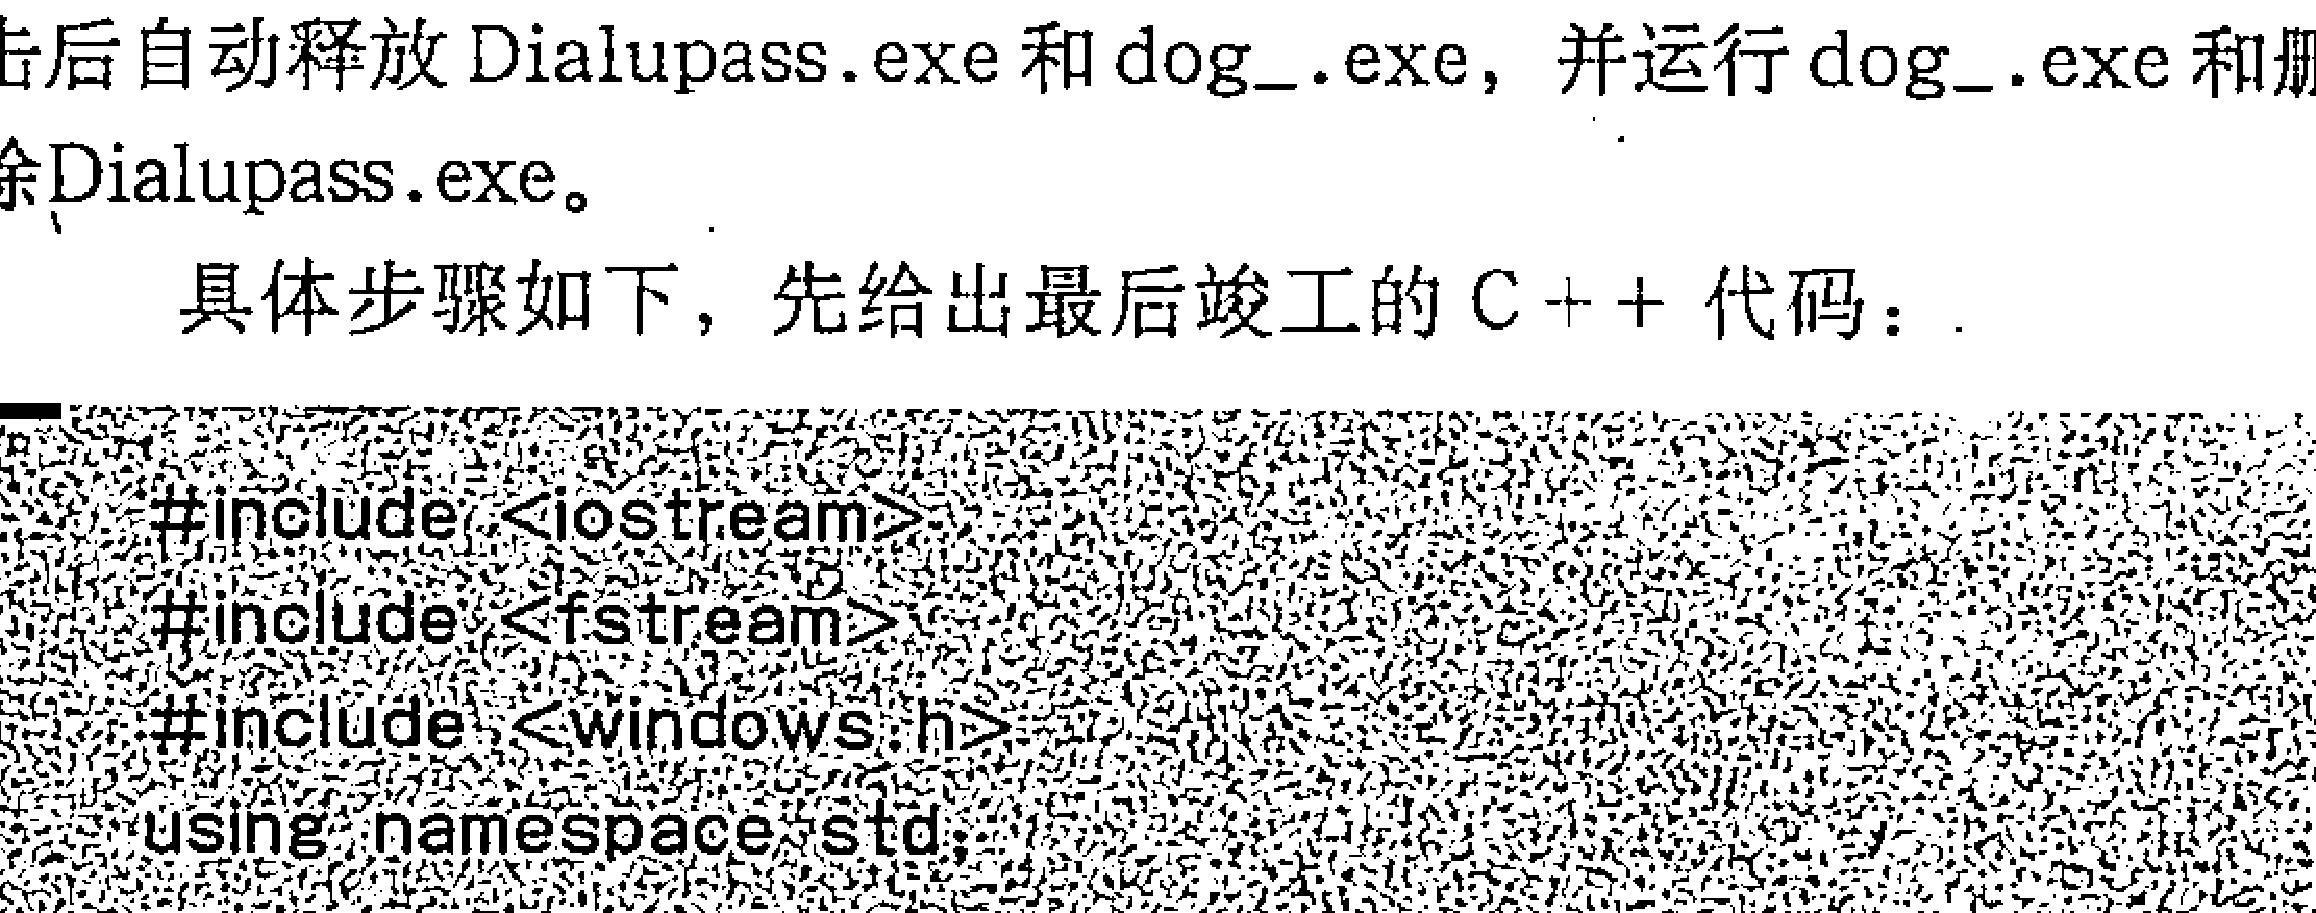 击后自动释放 Dialupass.exe 和 dog_.exe，并运行 dog_.exe 和删
除Dialupass.exe。
具体步骤如下，先给出最后竣工的 C++ 代码：
#include <iostream>
#include <fstream>
#include <windows.h>
using namespace std;